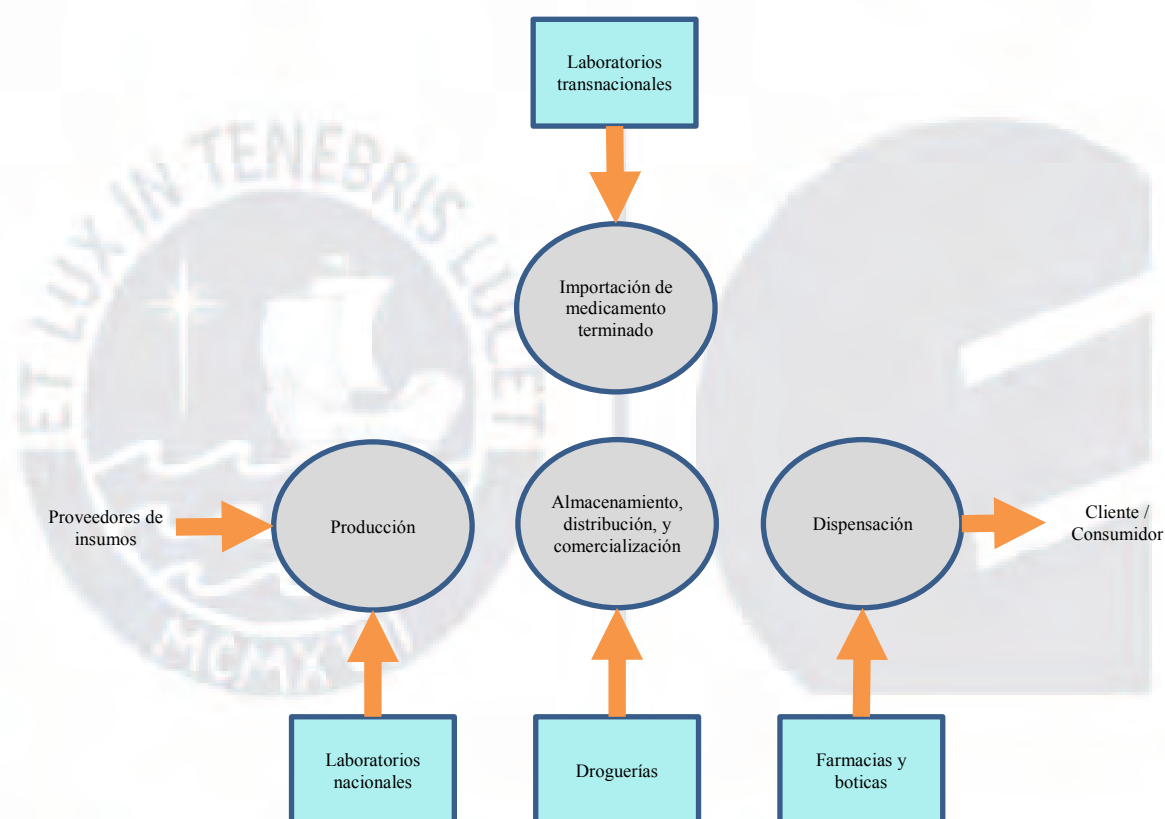 Laboratorios
transnacionales
ET LUX IN TENEBRIS LUCET
Importación de
medicamento
terminado
Proveedores de
insumos
Producción
Almacenamiento,
distribución, y
comercialización
Dispensación
Cliente /
Consumidor
Laboratorios
nacionales
Droguerías
Farmacias y
boticas